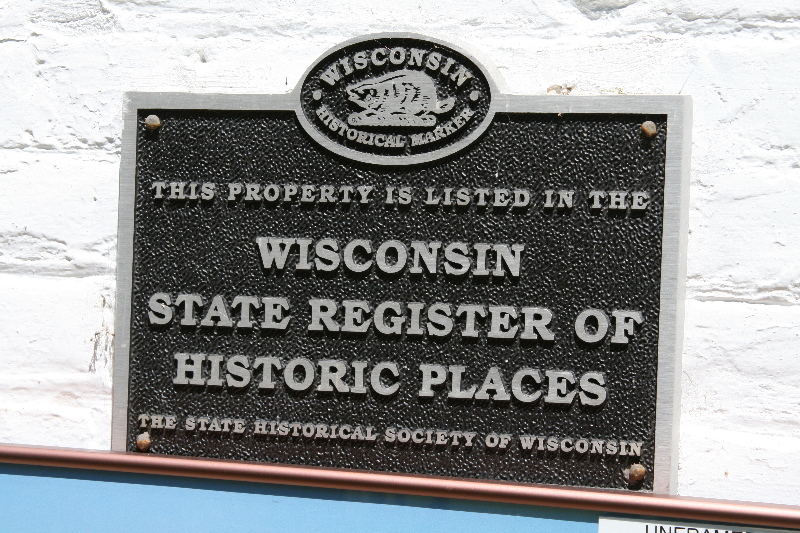 WISCONSIN
HISTORICAL MARKER
THIS PROPERTY IS LISTED IN THE
WISCONSIN
STATE REGISTER OF
HISTORIC PLACES
THE STATE HISTORICAL SOCIETY OF WISCONSIN